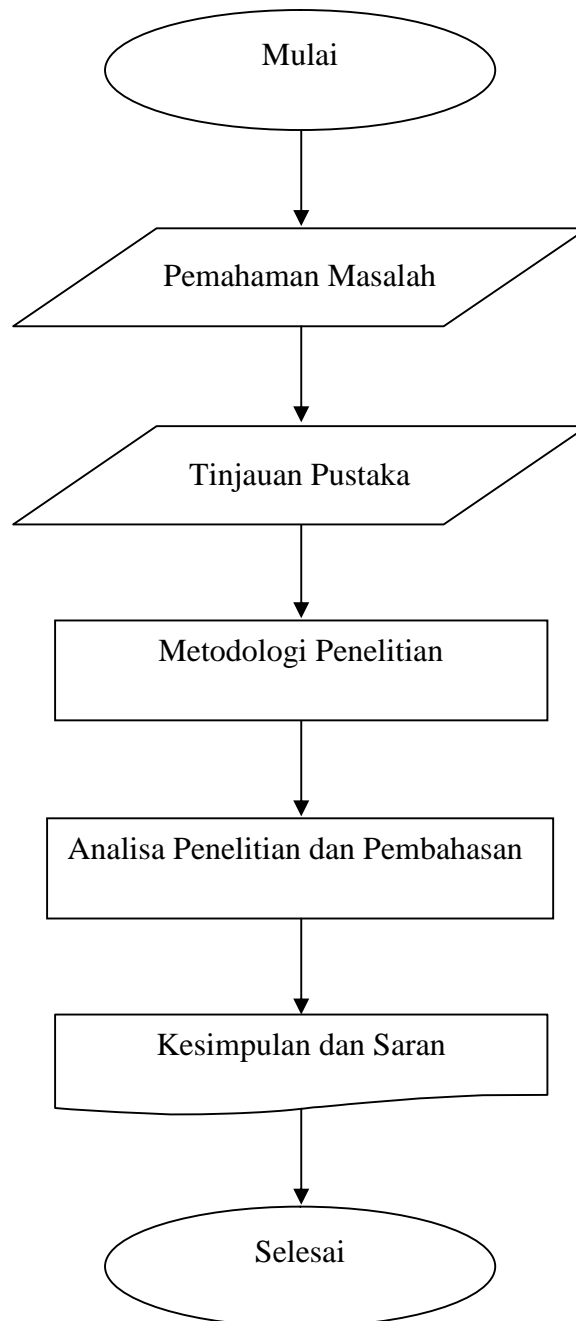 Mulai
Pemahaman Masalah
Tinjauan Pustaka
Metodologi Penelitian
Analisa Penelitian dan Pembahasan
Kesimpulan dan Saran
Selesai